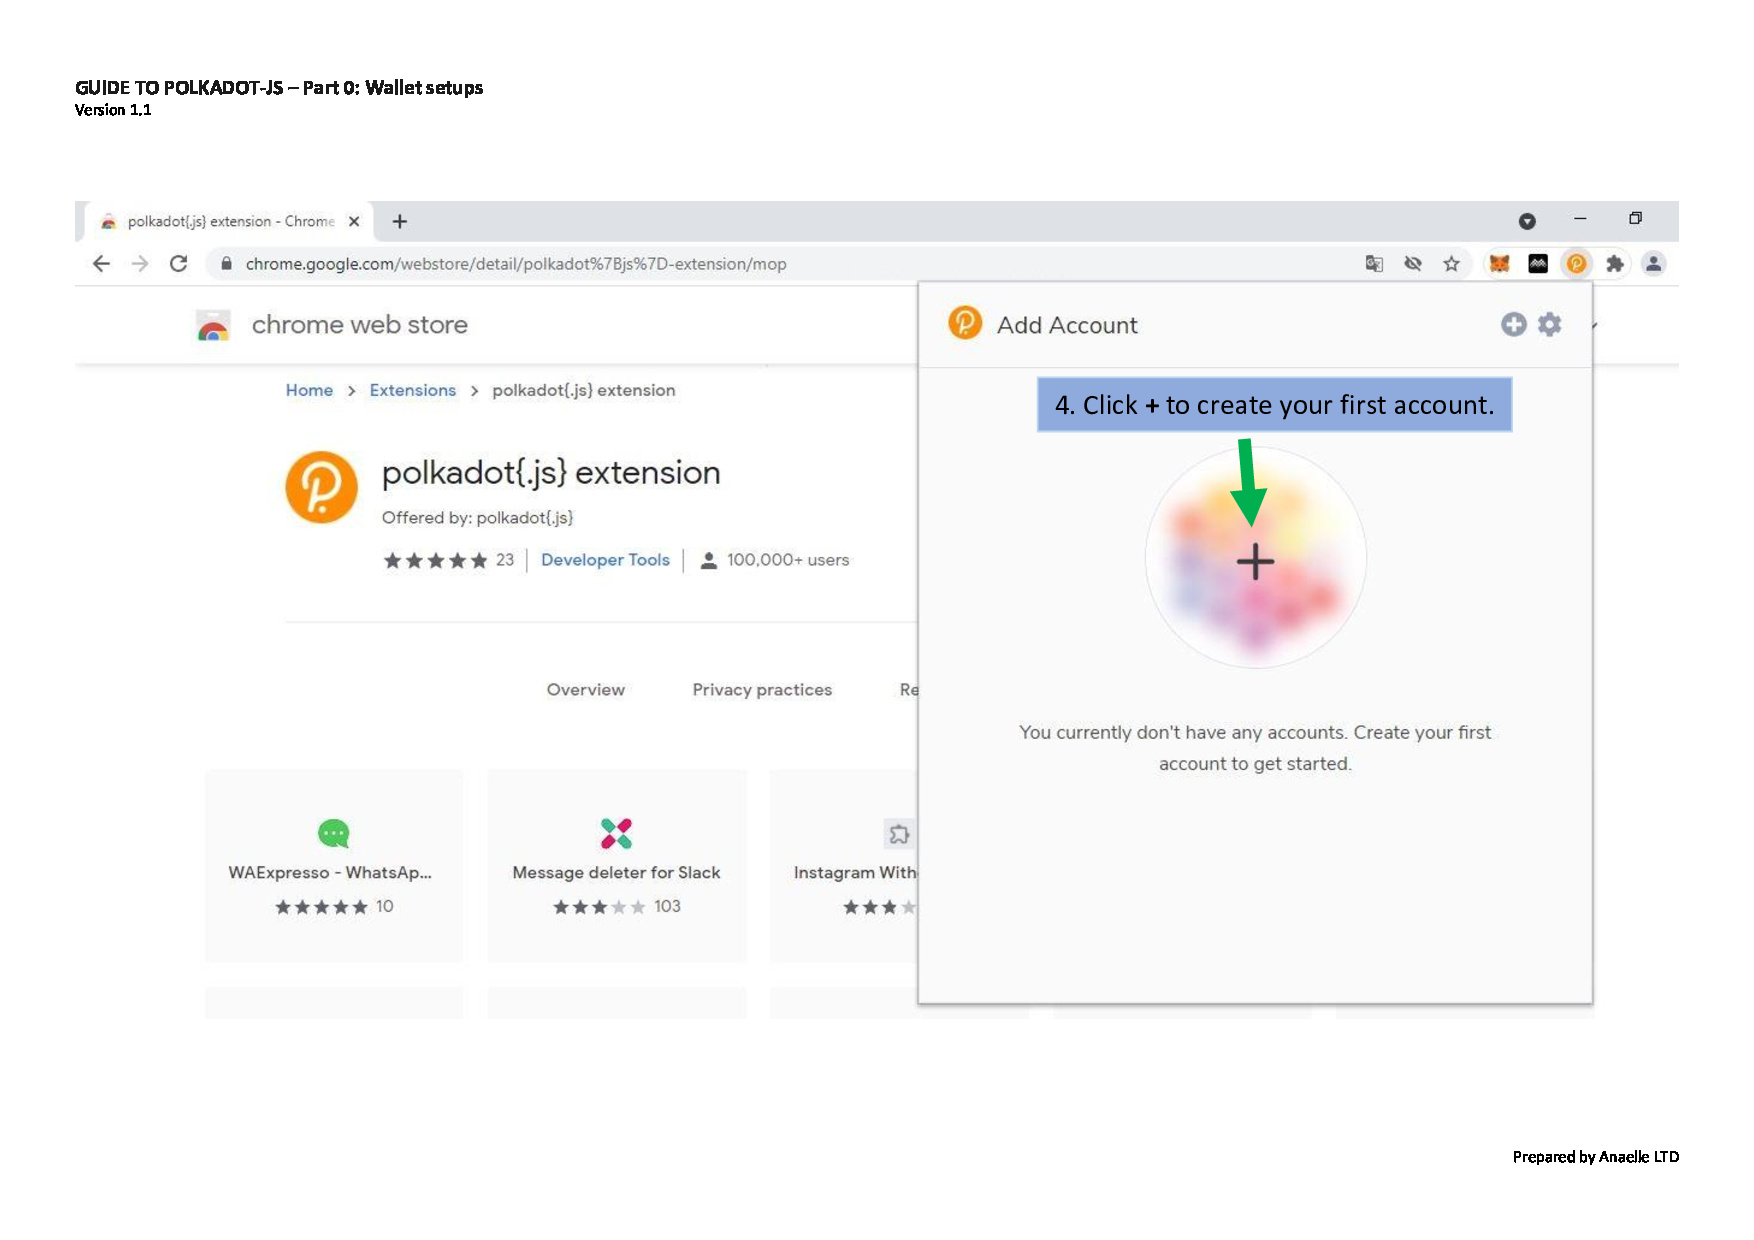 GUIDE TO POLKADOT-JS – Part 0: Wallet setups
Version 1.1
polkadot{.js} extension - Chrome
chrome.google.com/webstore/detail/polkadot%7Bjs%7D-extension/mop
chrome web store
Add Account
Home > Extensions > polkadot{.js} extension
4. Click + to create your first account.
polkadot{.js} extension
Offered by: polkadot{.js}
23 | Developer Tools | 100,000+ users
Overview Privacy practices Re
You currently don't have any accounts. Create your first
account to get started.
WAExpresso - WhatsAp... Message deleter for Slack Instagram With
10 103
Prepared by Anaelle LTD